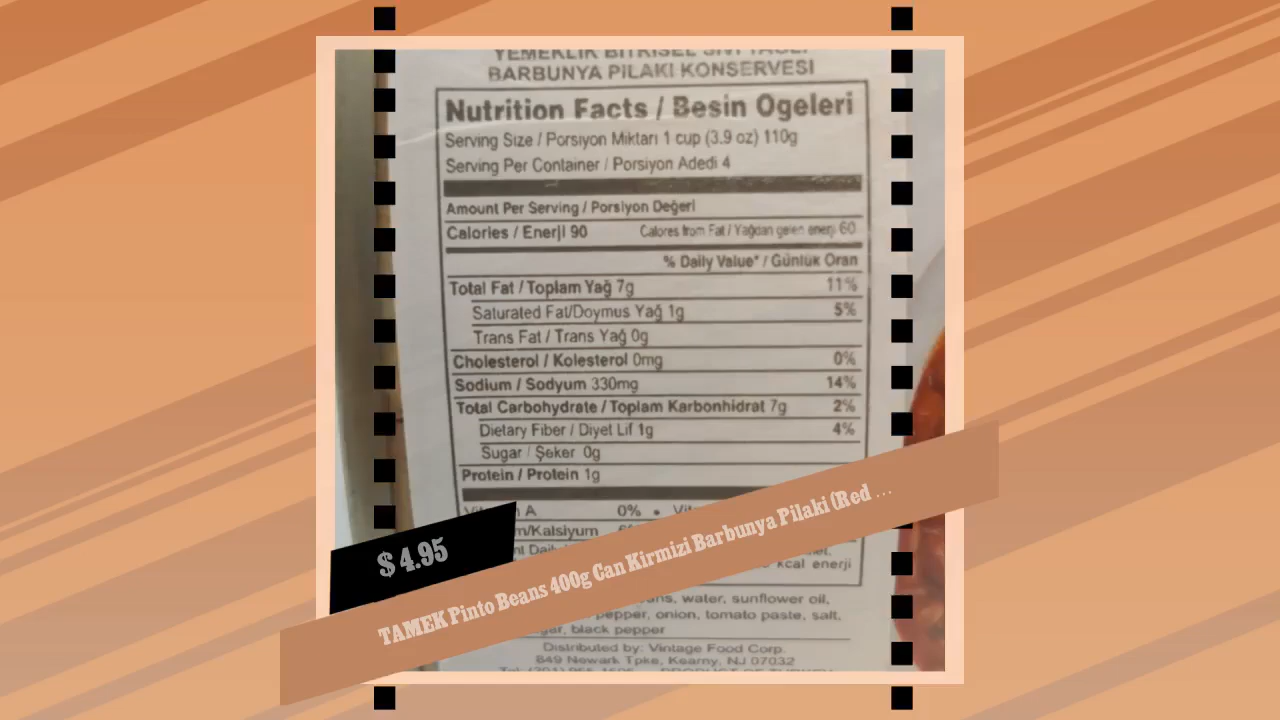 BARBUNYA PILAKI KONSERVESI
Nutrition Facts / Besin Ogeleri
Serving Size / Porsiyon Miktarı 1 cup (3.9 oz) 110g
Serving Per Container / Porsiyon Adedi 4
Amount Per Serving / Porsiyon Değeri
Calories / Enerji 90 Calores from Fat / Yağdan gelen enerji 60
% Daily Value* / Günlük Oran
Total Fat / Toplam Yağ 7g 11%
Saturated Fat/Doymus Yağ 1g 5%
Trans Fat / Trans Yağ 0g
Cholesterol / Kolesterol 0mg 0%
Sodium / Sodyum 330mg 14%
Total Carbohydrate / Toplam Karbonhidrat 7g 2%
Dietary Fiber / Diyet Lif 1g 4%
Sugar / Şeker 0g
Protein / Protein 1g
A 0% •
m/Kalsiyum
kcal enerji
water, sunflower oil,
pepper, onion, tomato paste, salt,
black pepper
Distributed by: Vintage Food Corp.
849 Newark Tpke, Kearny, NJ 07032
$ 4.95
TAMEK Pinto Beans 400g Can Kirmizi Barbunya Pilaki (Red ...